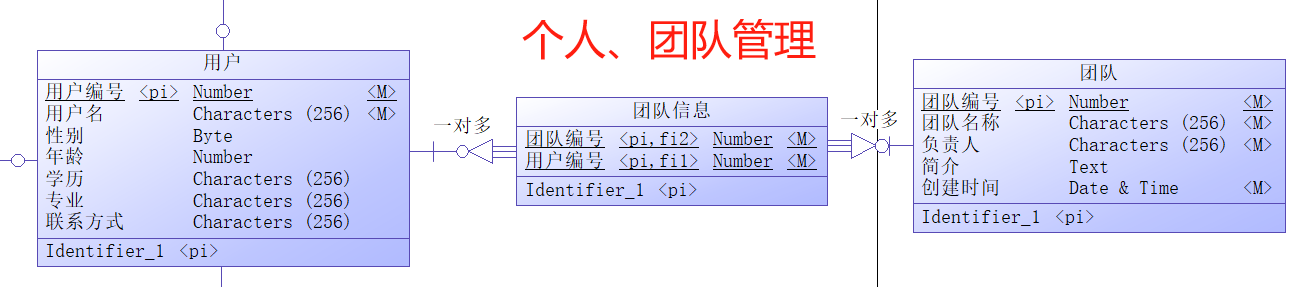 个人、团队管理
用户
用户编号 <pi> Number <M>
用户名 Characters (256) <M>
性别 Byte
年龄 Number
学历 Characters (256)
专业 Characters (256)
联系方式 Characters (256)
Identifier_1 <pi>
一对多
团队信息
团队编号 <pi,fi2> Number <M>
用户编号 <pi,fi1> Number <M>
Identifier_1 <pi>
一对多
团队
团队编号 <pi> Number <M>
团队名称 Characters (256) <M>
负责人 Characters (256) <M>
简介 Text
创建时间 Date & Time <M>
Identifier_1 <pi>